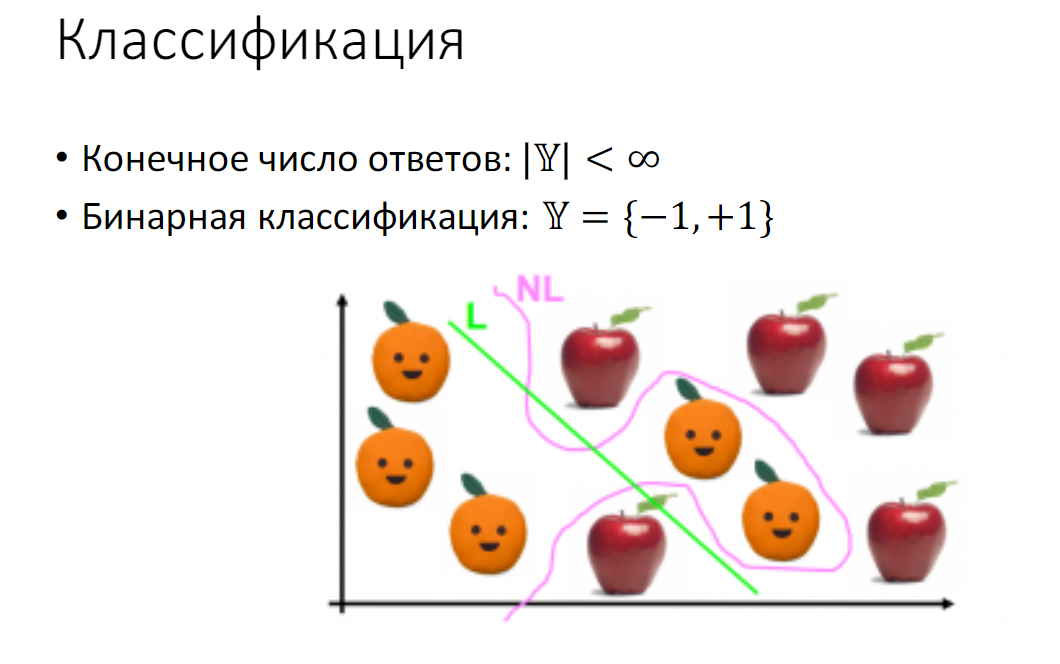 Классификация
• Конечное число ответов: |𝕐| < ∞
• Бинарная классификация: 𝕐 = {−1, +1}
NL
L